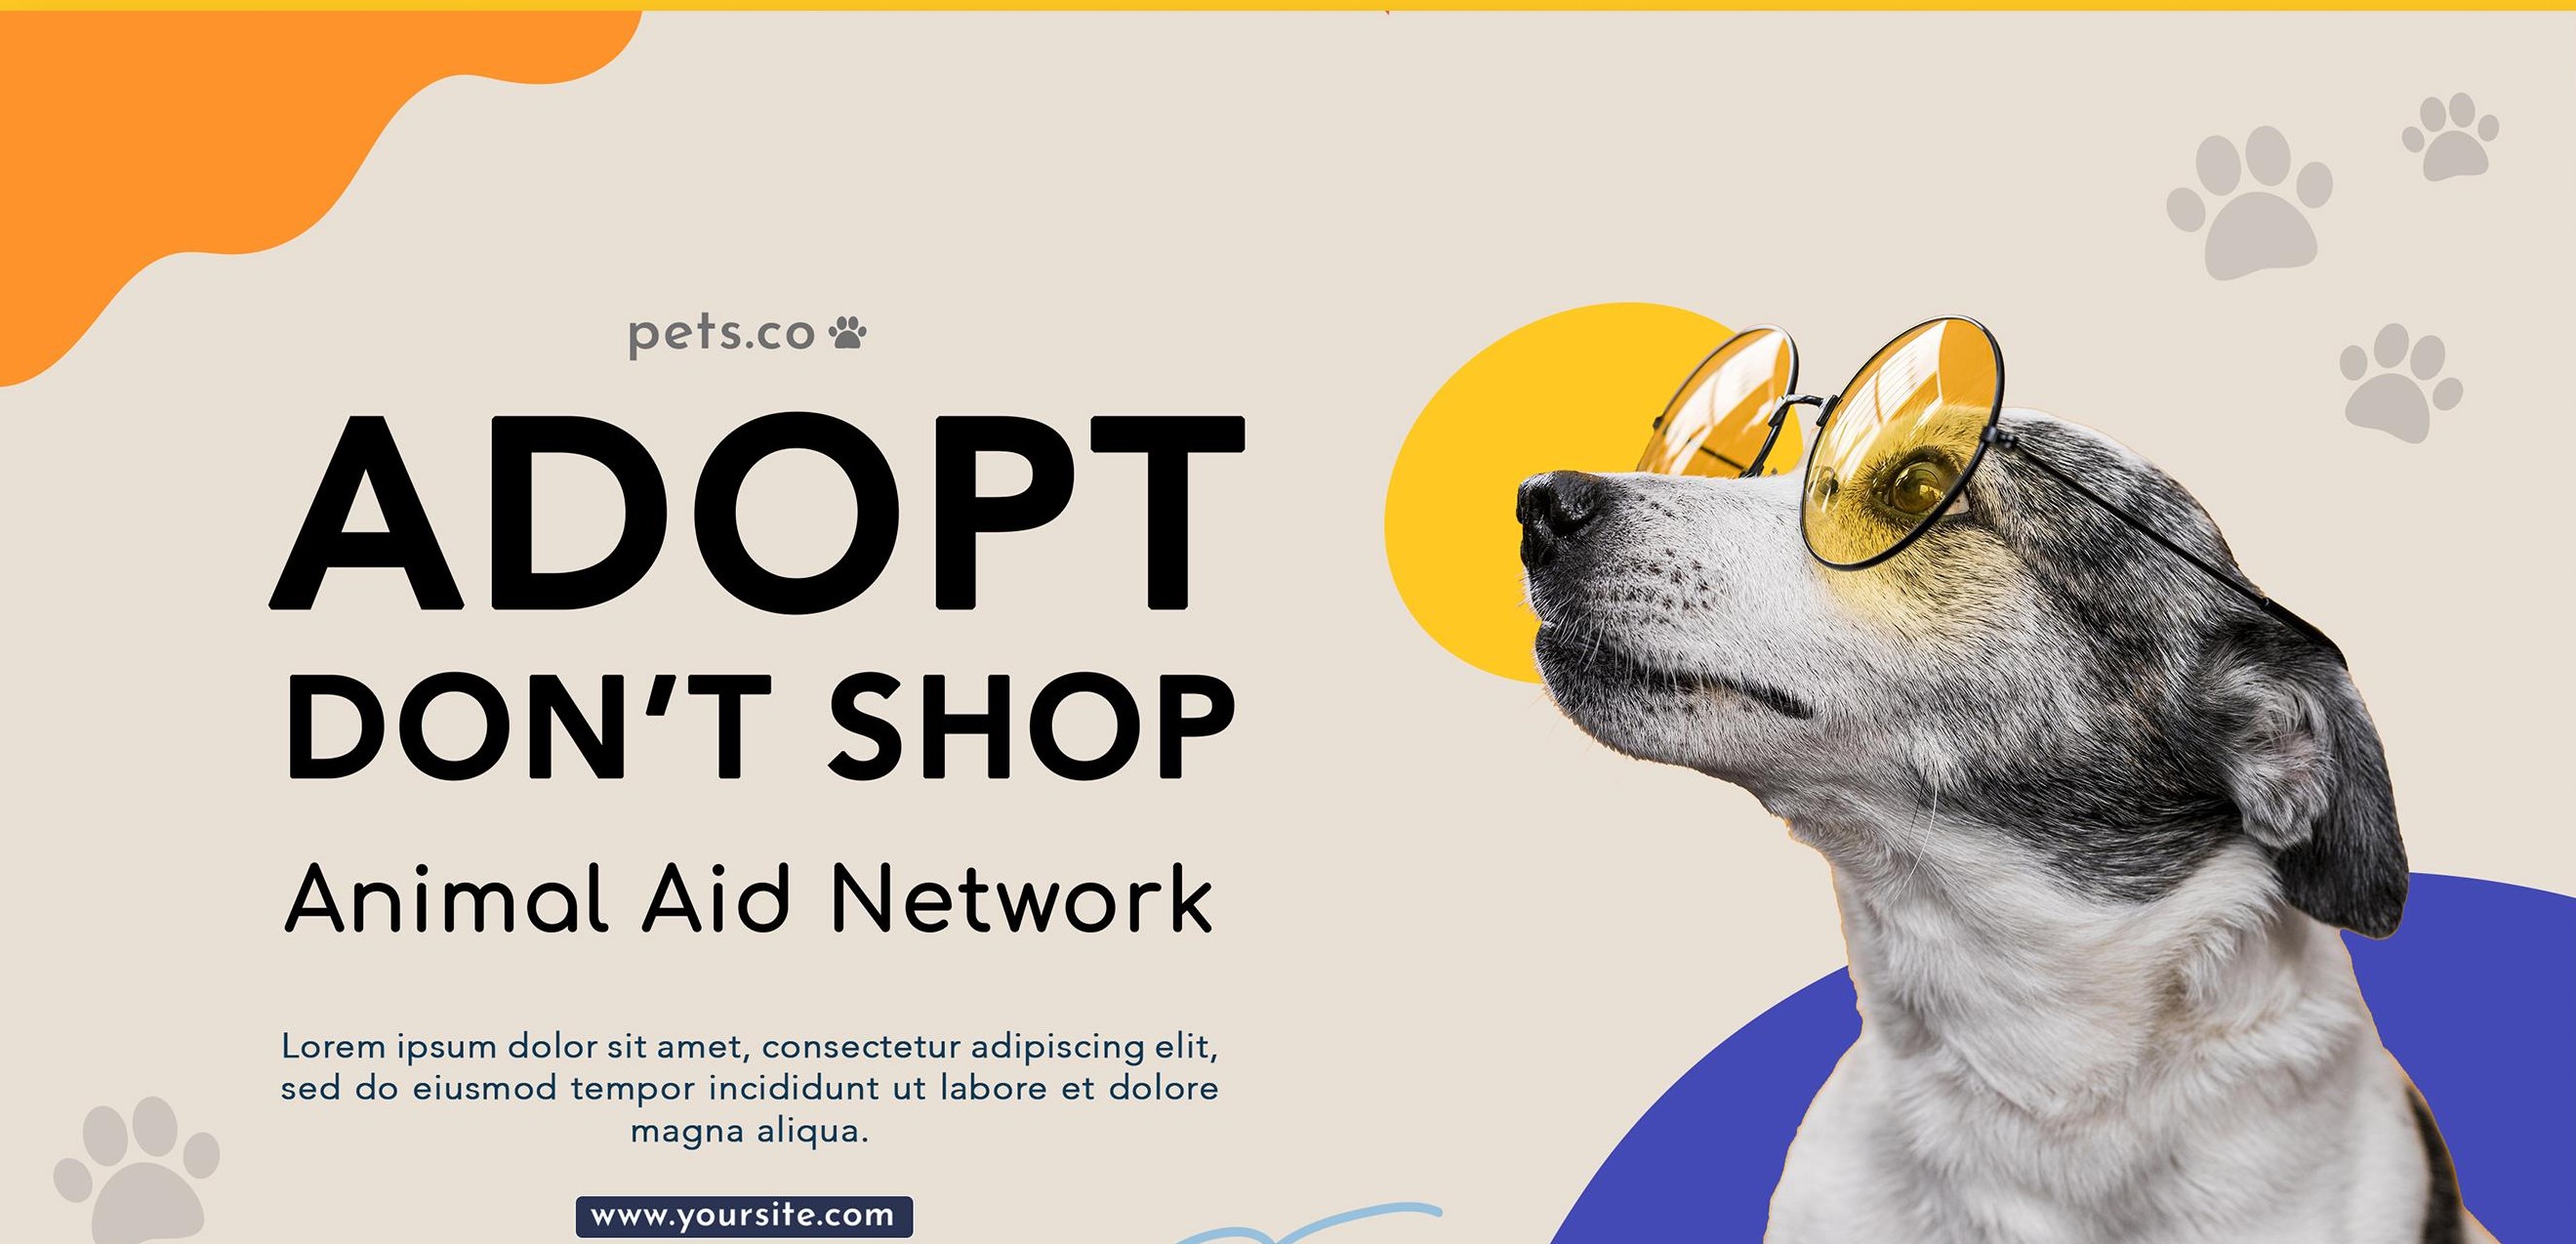 pets.co
ADOPT
DON’T SHOP
Animal Aid Network
Lorem ipsum dolor sit amet, consectetur adipiscing elit,
sed do eiusmod tempor incididunt ut labore et dolore
magna aliqua.
www.yoursite.com